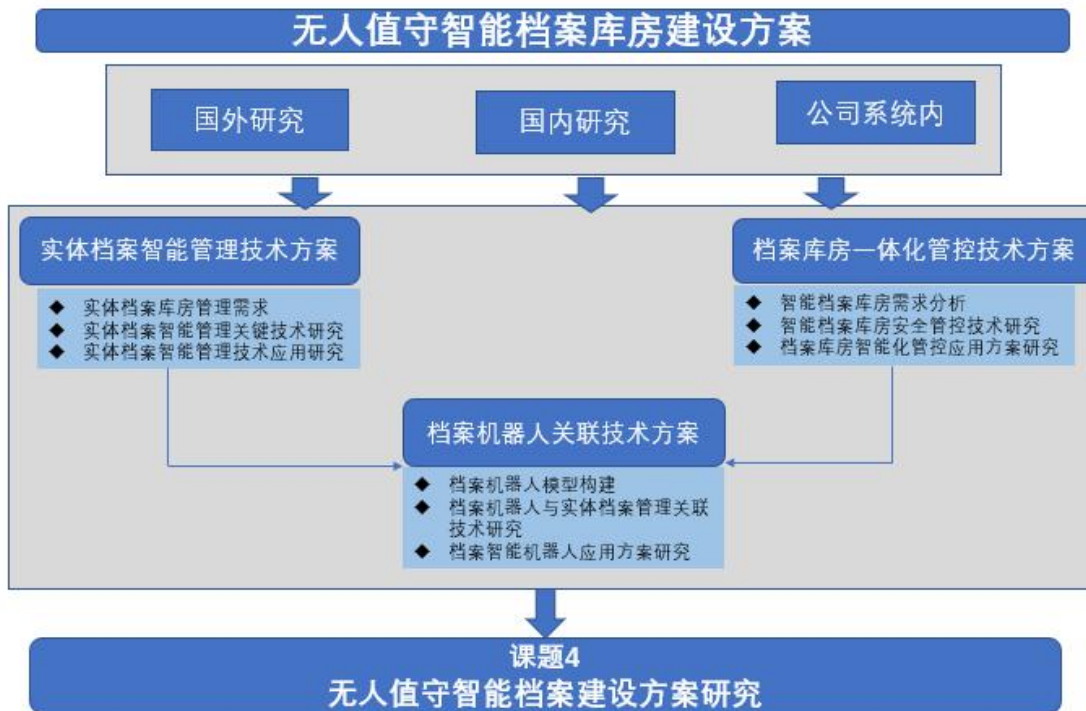 无人值守智能档案库房建设方案
国外研究
国内研究
公司系统内
实体档案智能管理技术方案
◆ 实体档案库房管理需求
◆ 实体档案智能管理关键技术研究
◆ 实体档案智能管理技术应用研究
档案库房一体化管控技术方案
◆ 智能档案库房需求分析
◆ 智能档案库房安全管控技术研究
◆ 档案库房智能化管控应用方案研究
档案机器人关联技术方案
◆ 档案机器人模型构建
◆ 档案机器人与实体档案管理关联
技术研究
◆ 档案智能机器人应用方案研究
课题4
无人值守智能档案建设方案研究